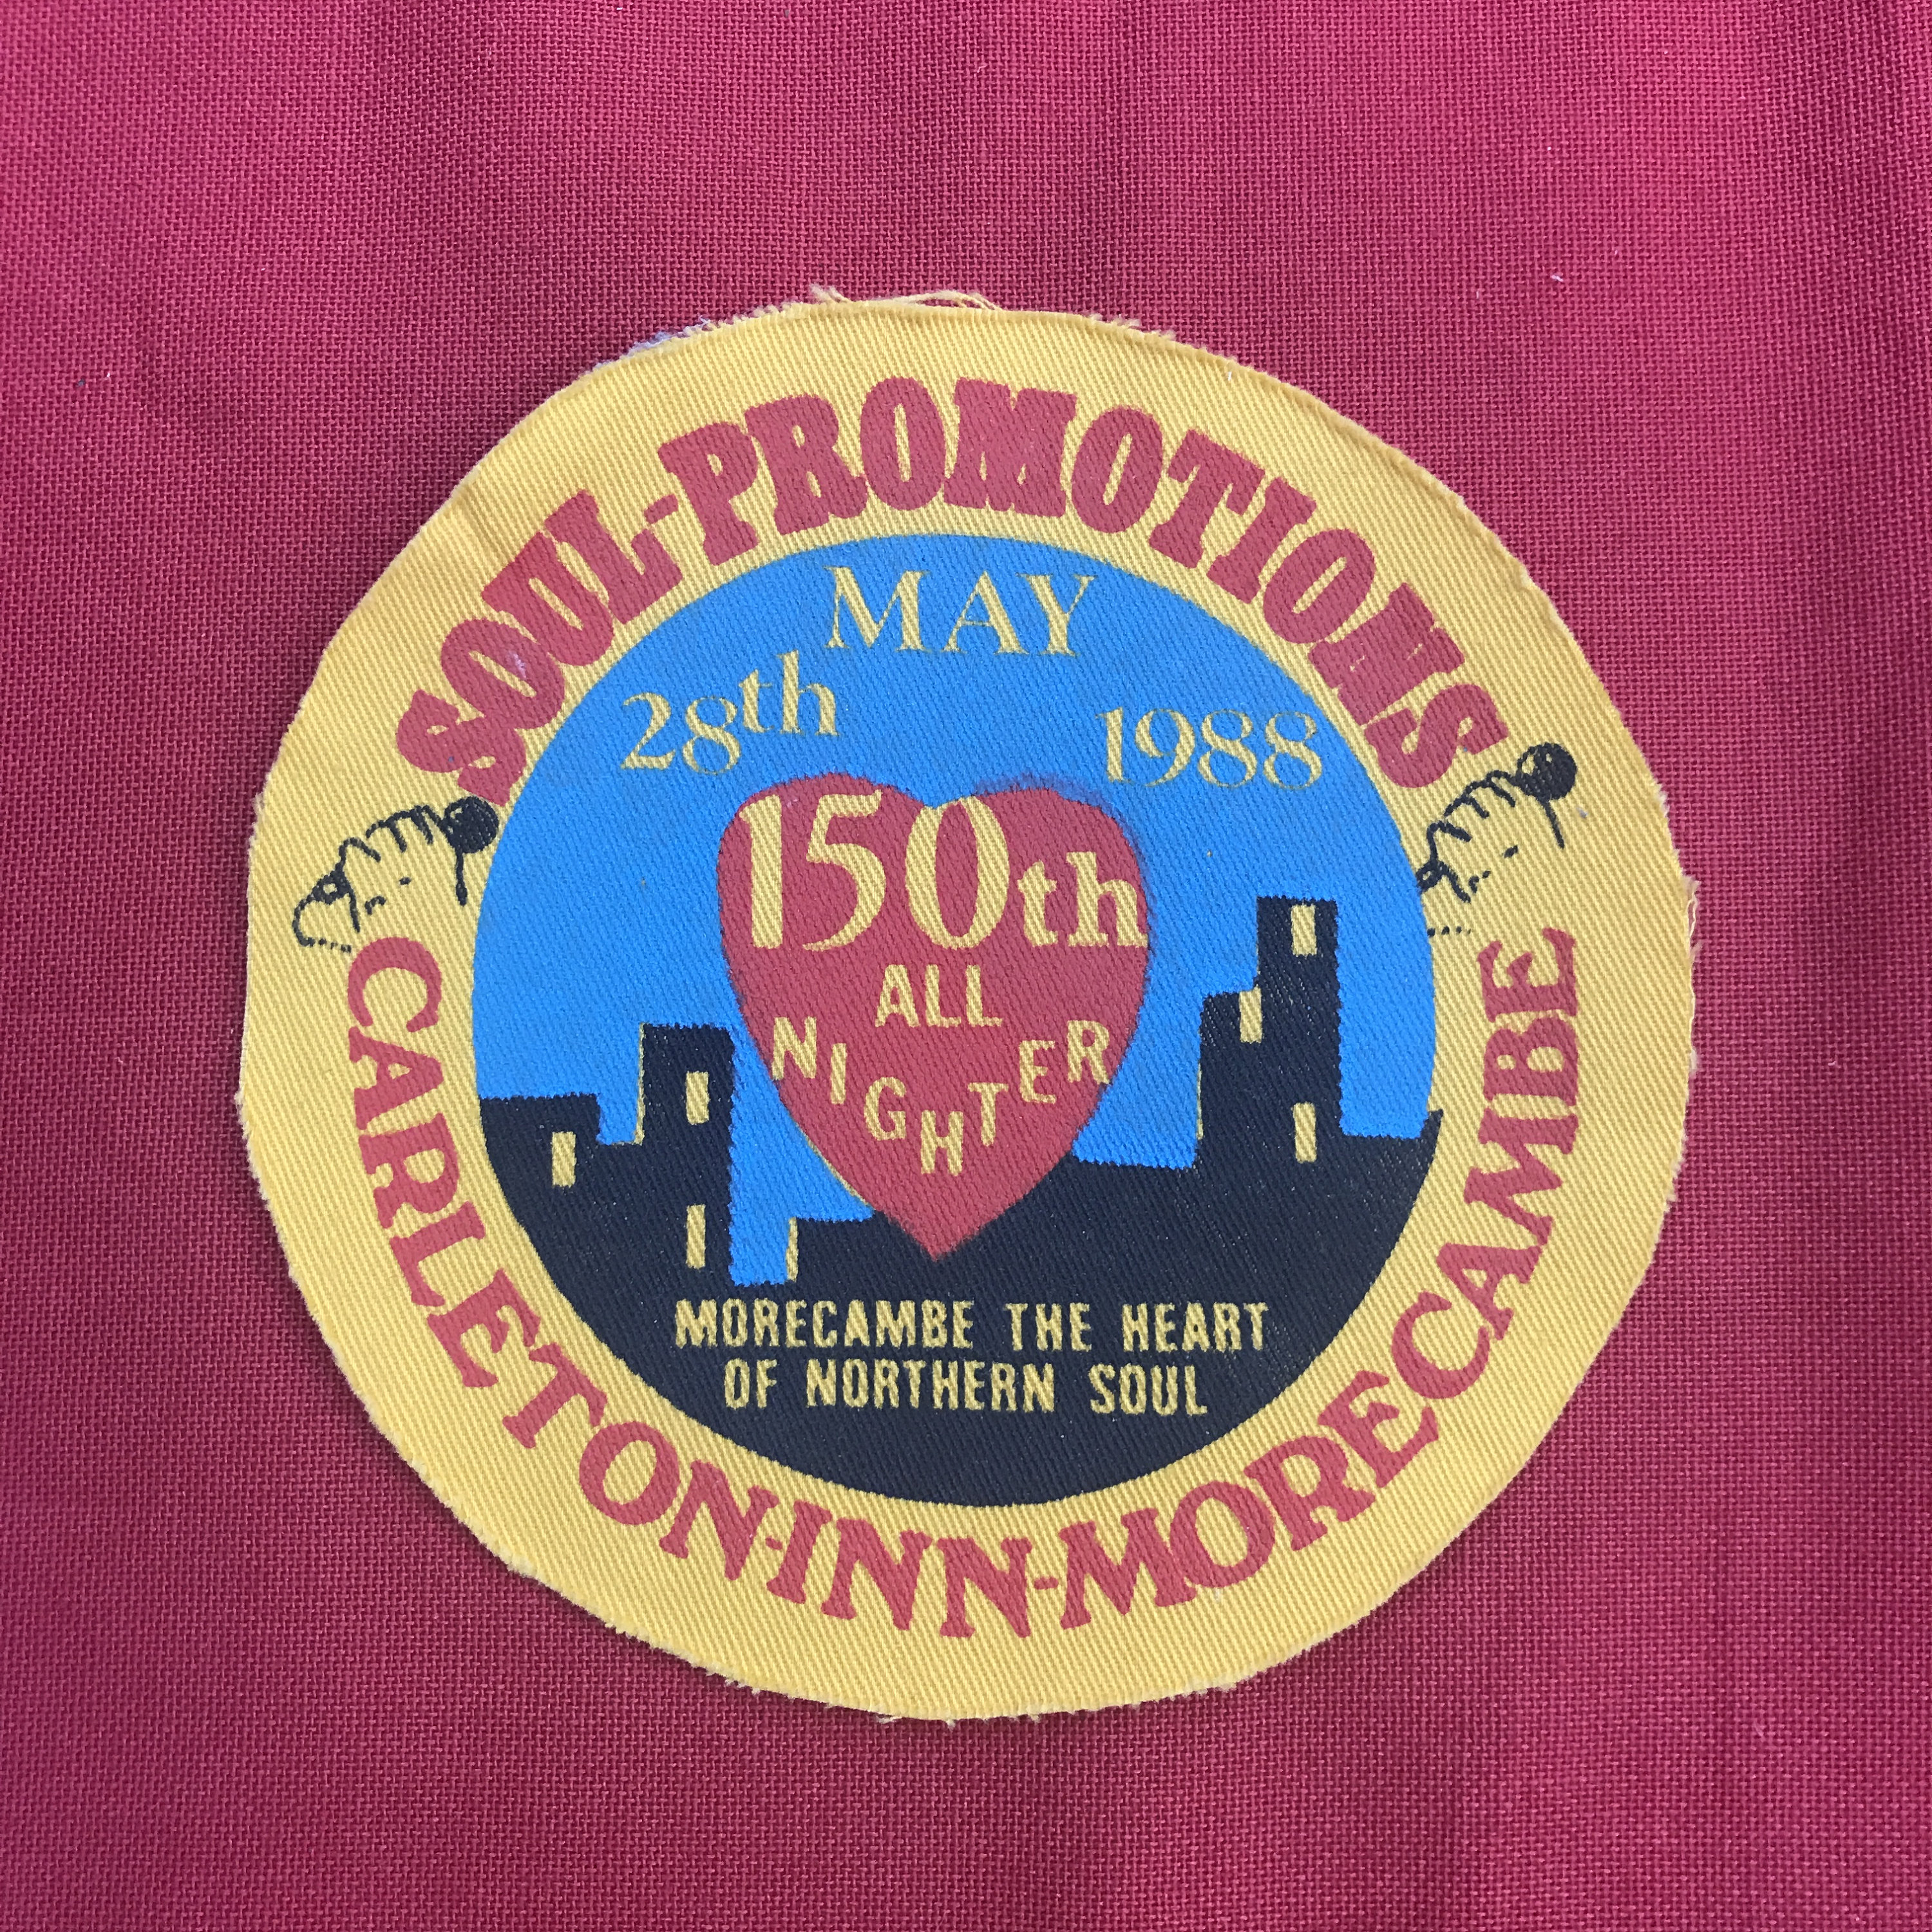 SOUL-PROMOTIONS
28th MAY 1988
150th
ALL
NIGHTER
MORECAMBE THE HEART
OF NORTHERN SOUL
CARLETON-INN-MORECAMBE